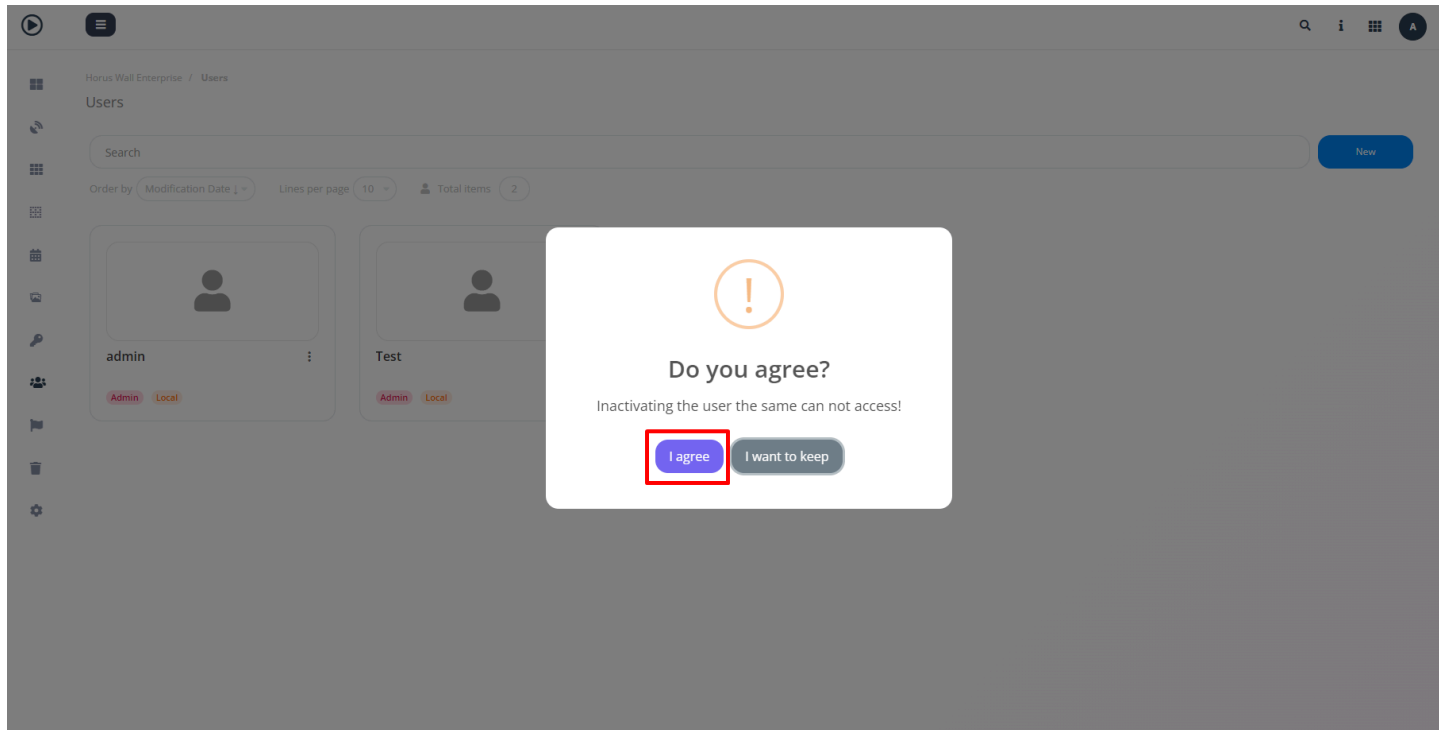 A
Horus Wall Enterprise / Users
Users
Search
New
Order by Modification Date ↓ Lines per page 10 Total items 2
admin
Admin Local
Test
Admin Local
!
Do you agree?
Inactivating the user the same can not access!
I agree I want to keep